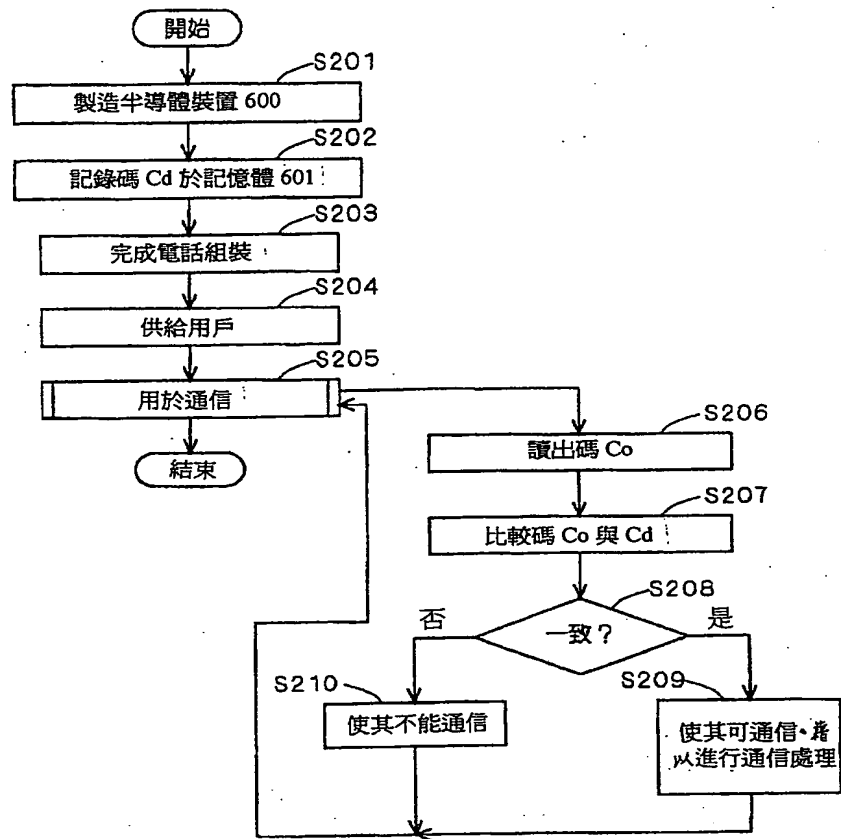 開始
S201
製造半導體裝置 600
S202
記錄碼 Cd 於記憶體 601
S203
完成電話組裝
S204
供給用戶
S205
用於通信
結束
S206
讀出碼 Co
S207
比較碼 Co 與 Cd
S208
一致？
否
是
S210
使其不能通信
S209
使其可通信、
以進行通信處理